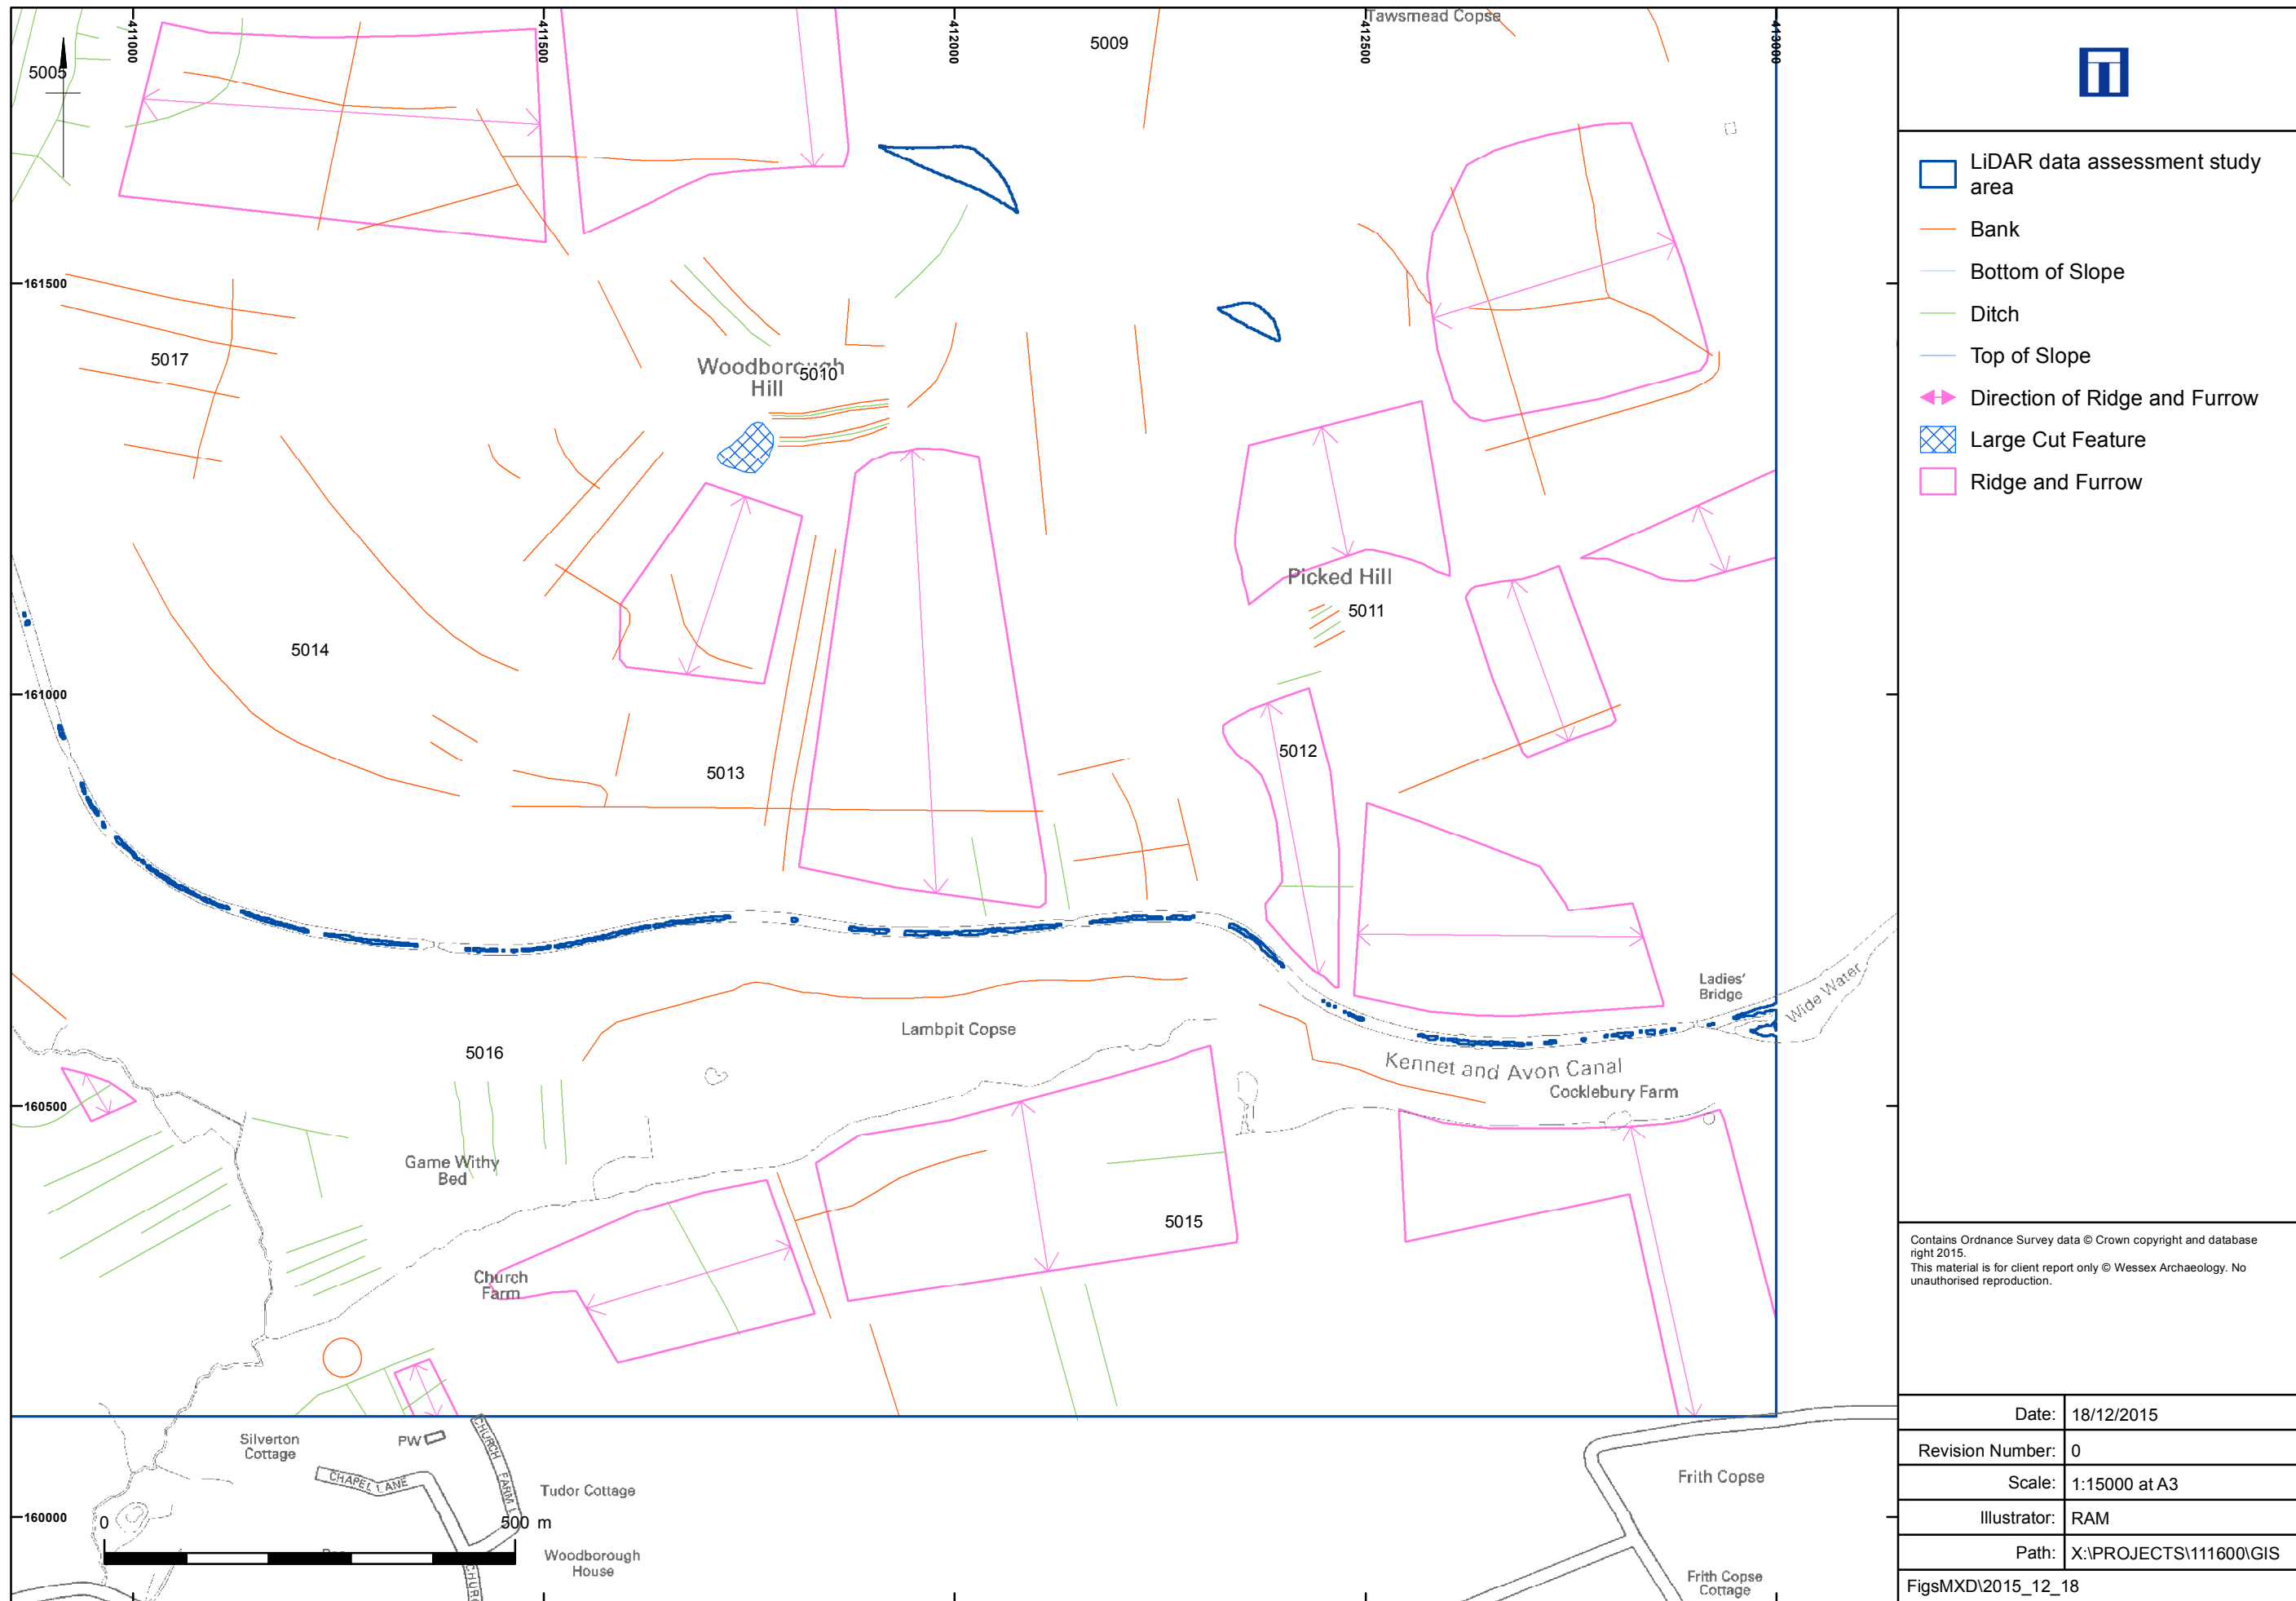 411000
411500
412000
412500
413000
Tawsmead Copse
5009
5005
161500
5017
Woodborough
Hill
5010
Picked Hill
5011
5014
161000
5012
5013
Ladies'
Bridge
Wide Water
Lambpit Copse
5016
Kennet and Avon Canal
Cocklebury Farm
160500
Game Withy
Bed
5015
Church
Farm
Silverton
Cottage
PW
CHURCH FARM L
CHAPEL LANE
Tudor Cottage
Frith Copse
160000
0
500 m
Woodborough
House
CHURC
Frith Copse
Cottage
LiDAR data assessment study
area
Bank
Bottom of Slope
Ditch
Top of Slope
Direction of Ridge and Furrow
Large Cut Feature
Ridge and Furrow
Contains Ordnance Survey data © Crown copyright and database
right 2015.
This material is for client report only © Wessex Archaeology. No
unauthorised reproduction.
Date: 18/12/2015
Revision Number: 0
Scale: 1:15000 at A3
Illustrator: RAM
Path: X:\PROJECTS\111600\GIS
FigsMXD\2015_12_18